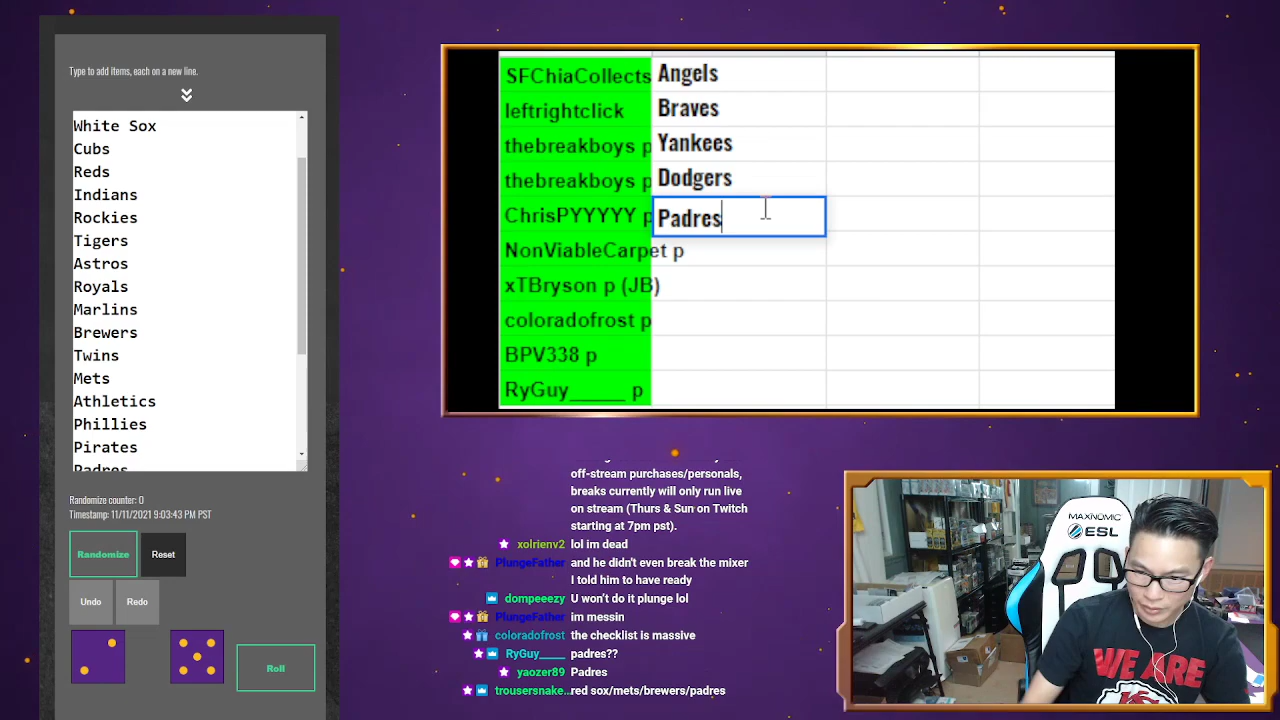 Type to add items, each on a new line.
White Sox
Cubs
Reds
Indians
Rockies
Tigers
Astros
Royals
Marlins
Brewers
Twins
Mets
Athletics
Phillies
Pirates
Padres
Randomize counter: 0
Timestamp: 11/11/2021 9:03:43 PM PST
Randomize
Reset
Undo
Redo
Roll
SFChiaCollects Angels
leftrightclick Braves
thebreakboys p Yankees
thebreakboys p Dodgers
ChrisPYYYYY p Padres
NonViableCarpet p
xTBryson p (JB)
coloradofrost p
BPV338 p
RyGuy_____ p
off-stream purchases/personals,
breaks currently will only run live
on stream (Thurs & Sun on Twitch
starting at 7pm pst).
xolrienv2 lol im dead
PlungeFather and he didn't even break the mixer
I told him to have ready
dompeeezy U won't do it plunge lol
PlungeFather im messin
coloradofrost the checklist is massive
RyGuy_____ padres??
yaozer89 Padres
trousersnake... red sox/mets/brewers/padres
MAXNOMIC
ESL
WE ARE
KC